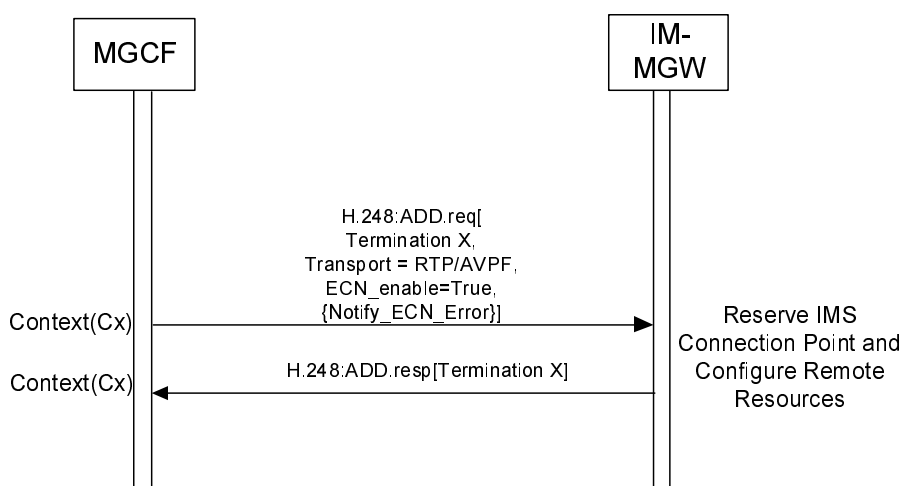 MGCF
IM-
MGW
H.248:ADD.req[
Termination X,
Transport = RTP/AVPF,
ECN_enable=True,
{Notify_ECN_Error}]
Context(Cx)
Reserve IMS
Connection Point and
Configure Remote
Resources
H.248:ADD.resp[Termination X]
Context(Cx)